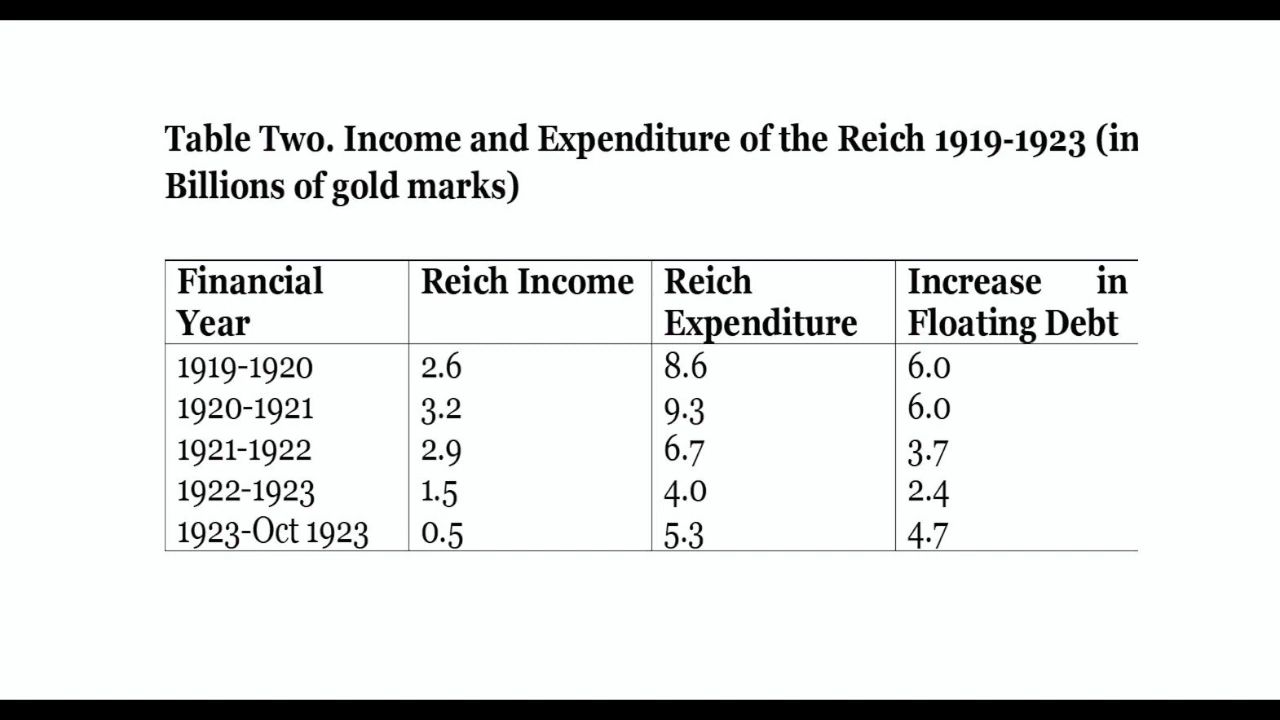 Table Two. Income and Expenditure of the Reich 1919-1923 (in
Billions of gold marks)
Financial Year Reich Income Reich Expenditure Increase in Floating Debt
1919-1920 2.6 8.6 6.0
1920-1921 3.2 9.3 6.0
1921-1922 2.9 6.7 3.7
1922-1923 1.5 4.0 2.4
1923-Oct 1923 0.5 5.3 4.7